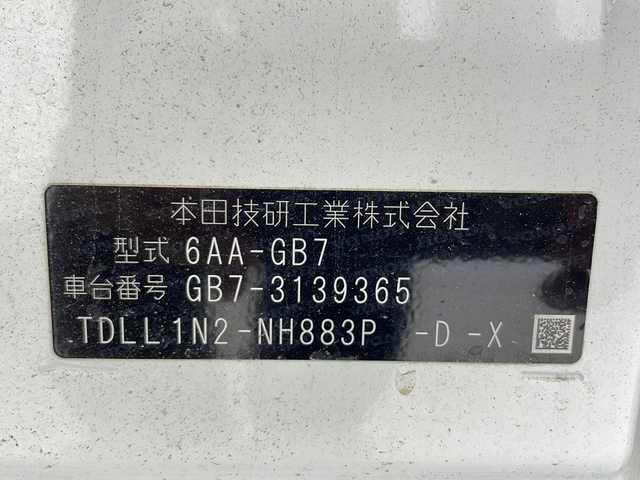 本田技研工業株式会社
型式 6AA-GB7
車台番号 GB7-3139365
TDLL1N2-NH883P -D -X